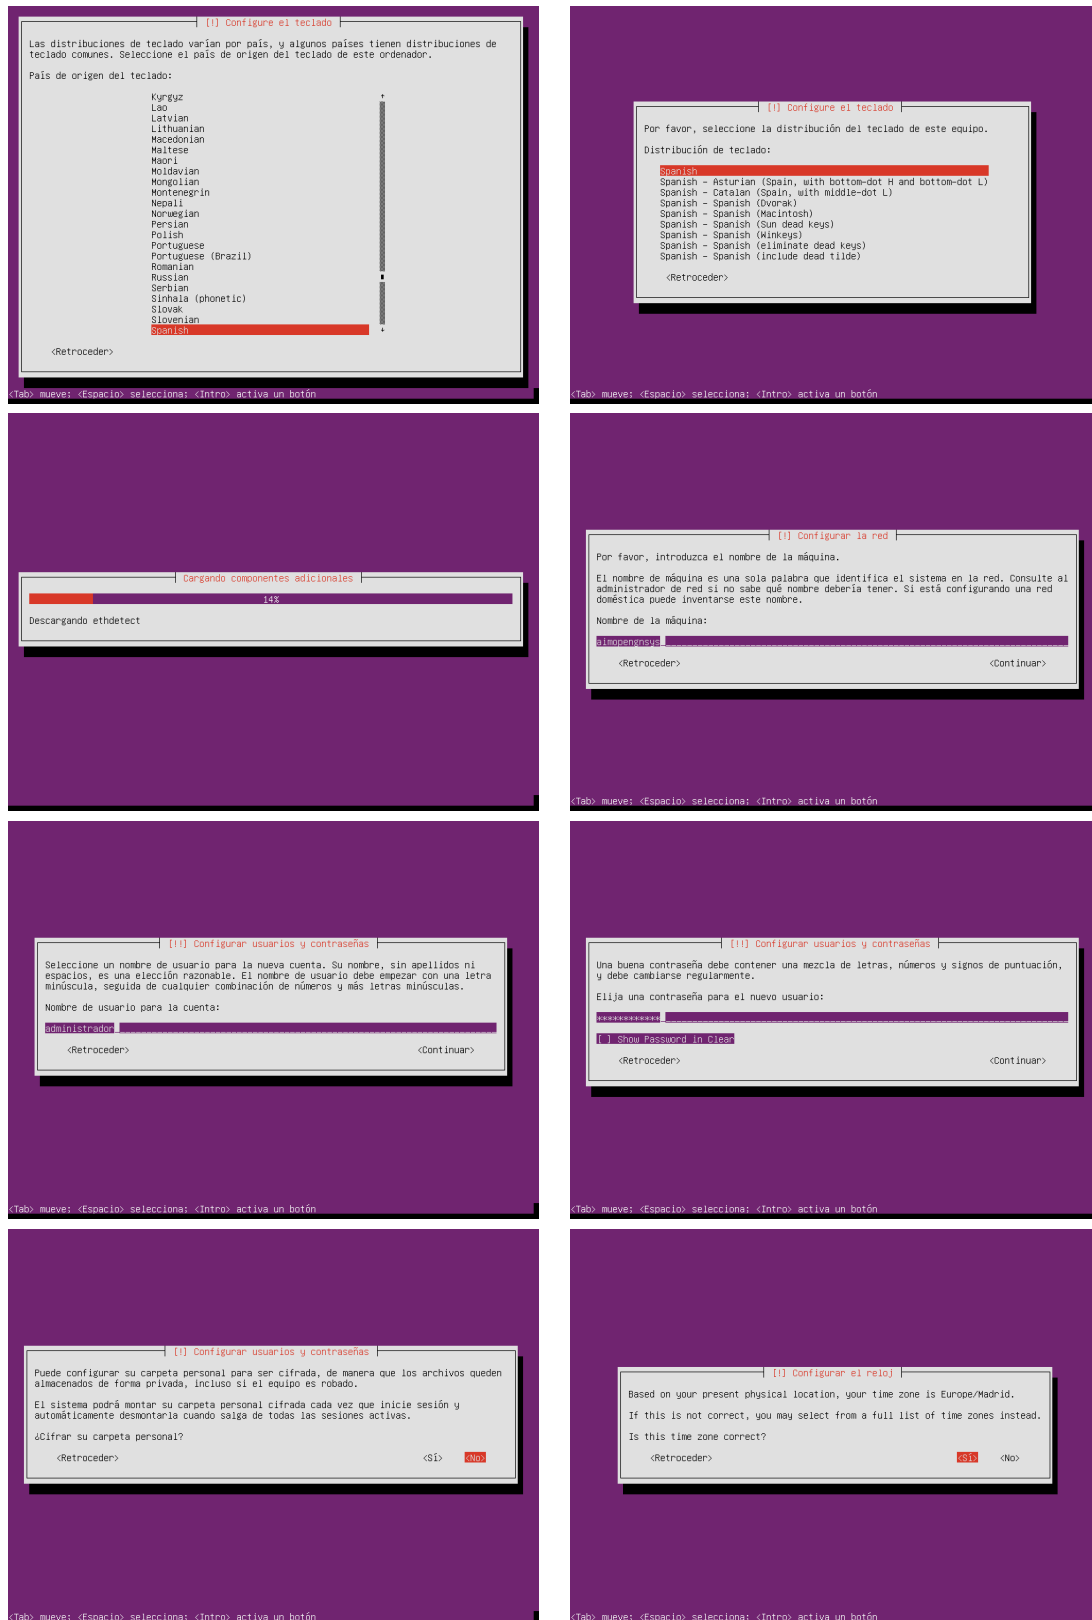 [!] Configure el teclado
Las distribuciones de teclado varían por país, y algunos países tienen distribuciones de
teclado comunes. Seleccione el país de origen del teclado de este ordenador.
País de origen del teclado:
Kyrgyz
Lao
Latvian
Lithuanian
Macedonian
Maltese
Maori
Moldavian
Mongolian
Montenegrin
Nepali
Norwegian
Persian
Polish
Portuguese
Portuguese (Brazil)
Romanian
Russian
Serbian
Sinhala (phonetic)
Slovak
Slovenian
Spanish
<Retroceder>
<Tab> mueve; <Espacio> selecciona; <Intro> activa un botón
[!] Configure el teclado
Por favor, seleccione la distribución del teclado de este equipo.
Distribución de teclado:
Spanish
Spanish – Asturian (Spain, with bottom-dot H and bottom-dot L)
Spanish – Catalan (Spain, with middle-dot L)
Spanish – Spanish (Dvorak)
Spanish – Spanish (Macintosh)
Spanish – Spanish (Sun dead keys)
Spanish – Spanish (Winkeys)
Spanish – Spanish (eliminate dead keys)
Spanish – Spanish (include dead tilde)
<Retroceder>
<Tab> mueve; <Espacio> selecciona; <Intro> activa un botón
Cargando componentes adicionales
14%
Descargando ethdetect
[!] Configurar la red
Por favor, introduzca el nombre de la máquina.
El nombre de máquina es una sola palabra que identifica el sistema en la red. Consulte al
administrador de red si no sabe qué nombre debería tener. Si está configurando una red
doméstica puede inventarse este nombre.
Nombre de la máquina:
aimopengnsys
<Retroceder> <Continuar>
<Tab> mueve; <Espacio> selecciona; <Intro> activa un botón
[!!] Configurar usuarios y contraseñas
Seleccione un nombre de usuario para la nueva cuenta. Su nombre, sin apellidos ni
espacios, es una elección razonable. El nombre de usuario debe empezar con una letra
minúscula, seguida de cualquier combinación de números y más letras minúsculas.
Nombre de usuario para la cuenta:
administrador
<Retroceder> <Continuar>
<Tab> mueve; <Espacio> selecciona; <Intro> activa un botón
[!!] Configurar usuarios y contraseñas
Una buena contraseña debe contener una mezcla de letras, números y signos de puntuación,
y debe cambiarse regularmente.
Elija una contraseña para el nuevo usuario:
************
[ ] Show Password in Clear
<Retroceder> <Continuar>
<Tab> mueve; <Espacio> selecciona; <Intro> activa un botón
[!] Configurar usuarios y contraseñas
Puede configurar su carpeta personal para ser cifrada, de manera que los archivos queden
almacenados de forma privada, incluso si el equipo es robado.
El sistema podrá montar su carpeta personal cifrada cada vez que inicie sesión y
automáticamente desmontarla cuando salga de todas las sesiones activas.
¿Cifrar su carpeta personal?
<Retroceder> <Sí> <No>
<Tab> mueve; <Espacio> selecciona; <Intro> activa un botón
[!] Configurar el reloj
Based on your present physical location, your time zone is Europe/Madrid.
If this is not correct, you may select from a full list of time zones instead.
Is this time zone correct?
<Retroceder> <Sí> <No>
<Tab> mueve; <Espacio> selecciona; <Intro> activa un botón